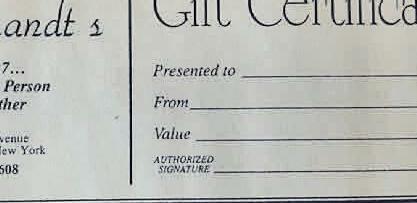 andt s
7...
Person
ther
venue
New York
608
Gift Certifica
Presented to
From
Value
AUTHORIZED
SIGNATURE